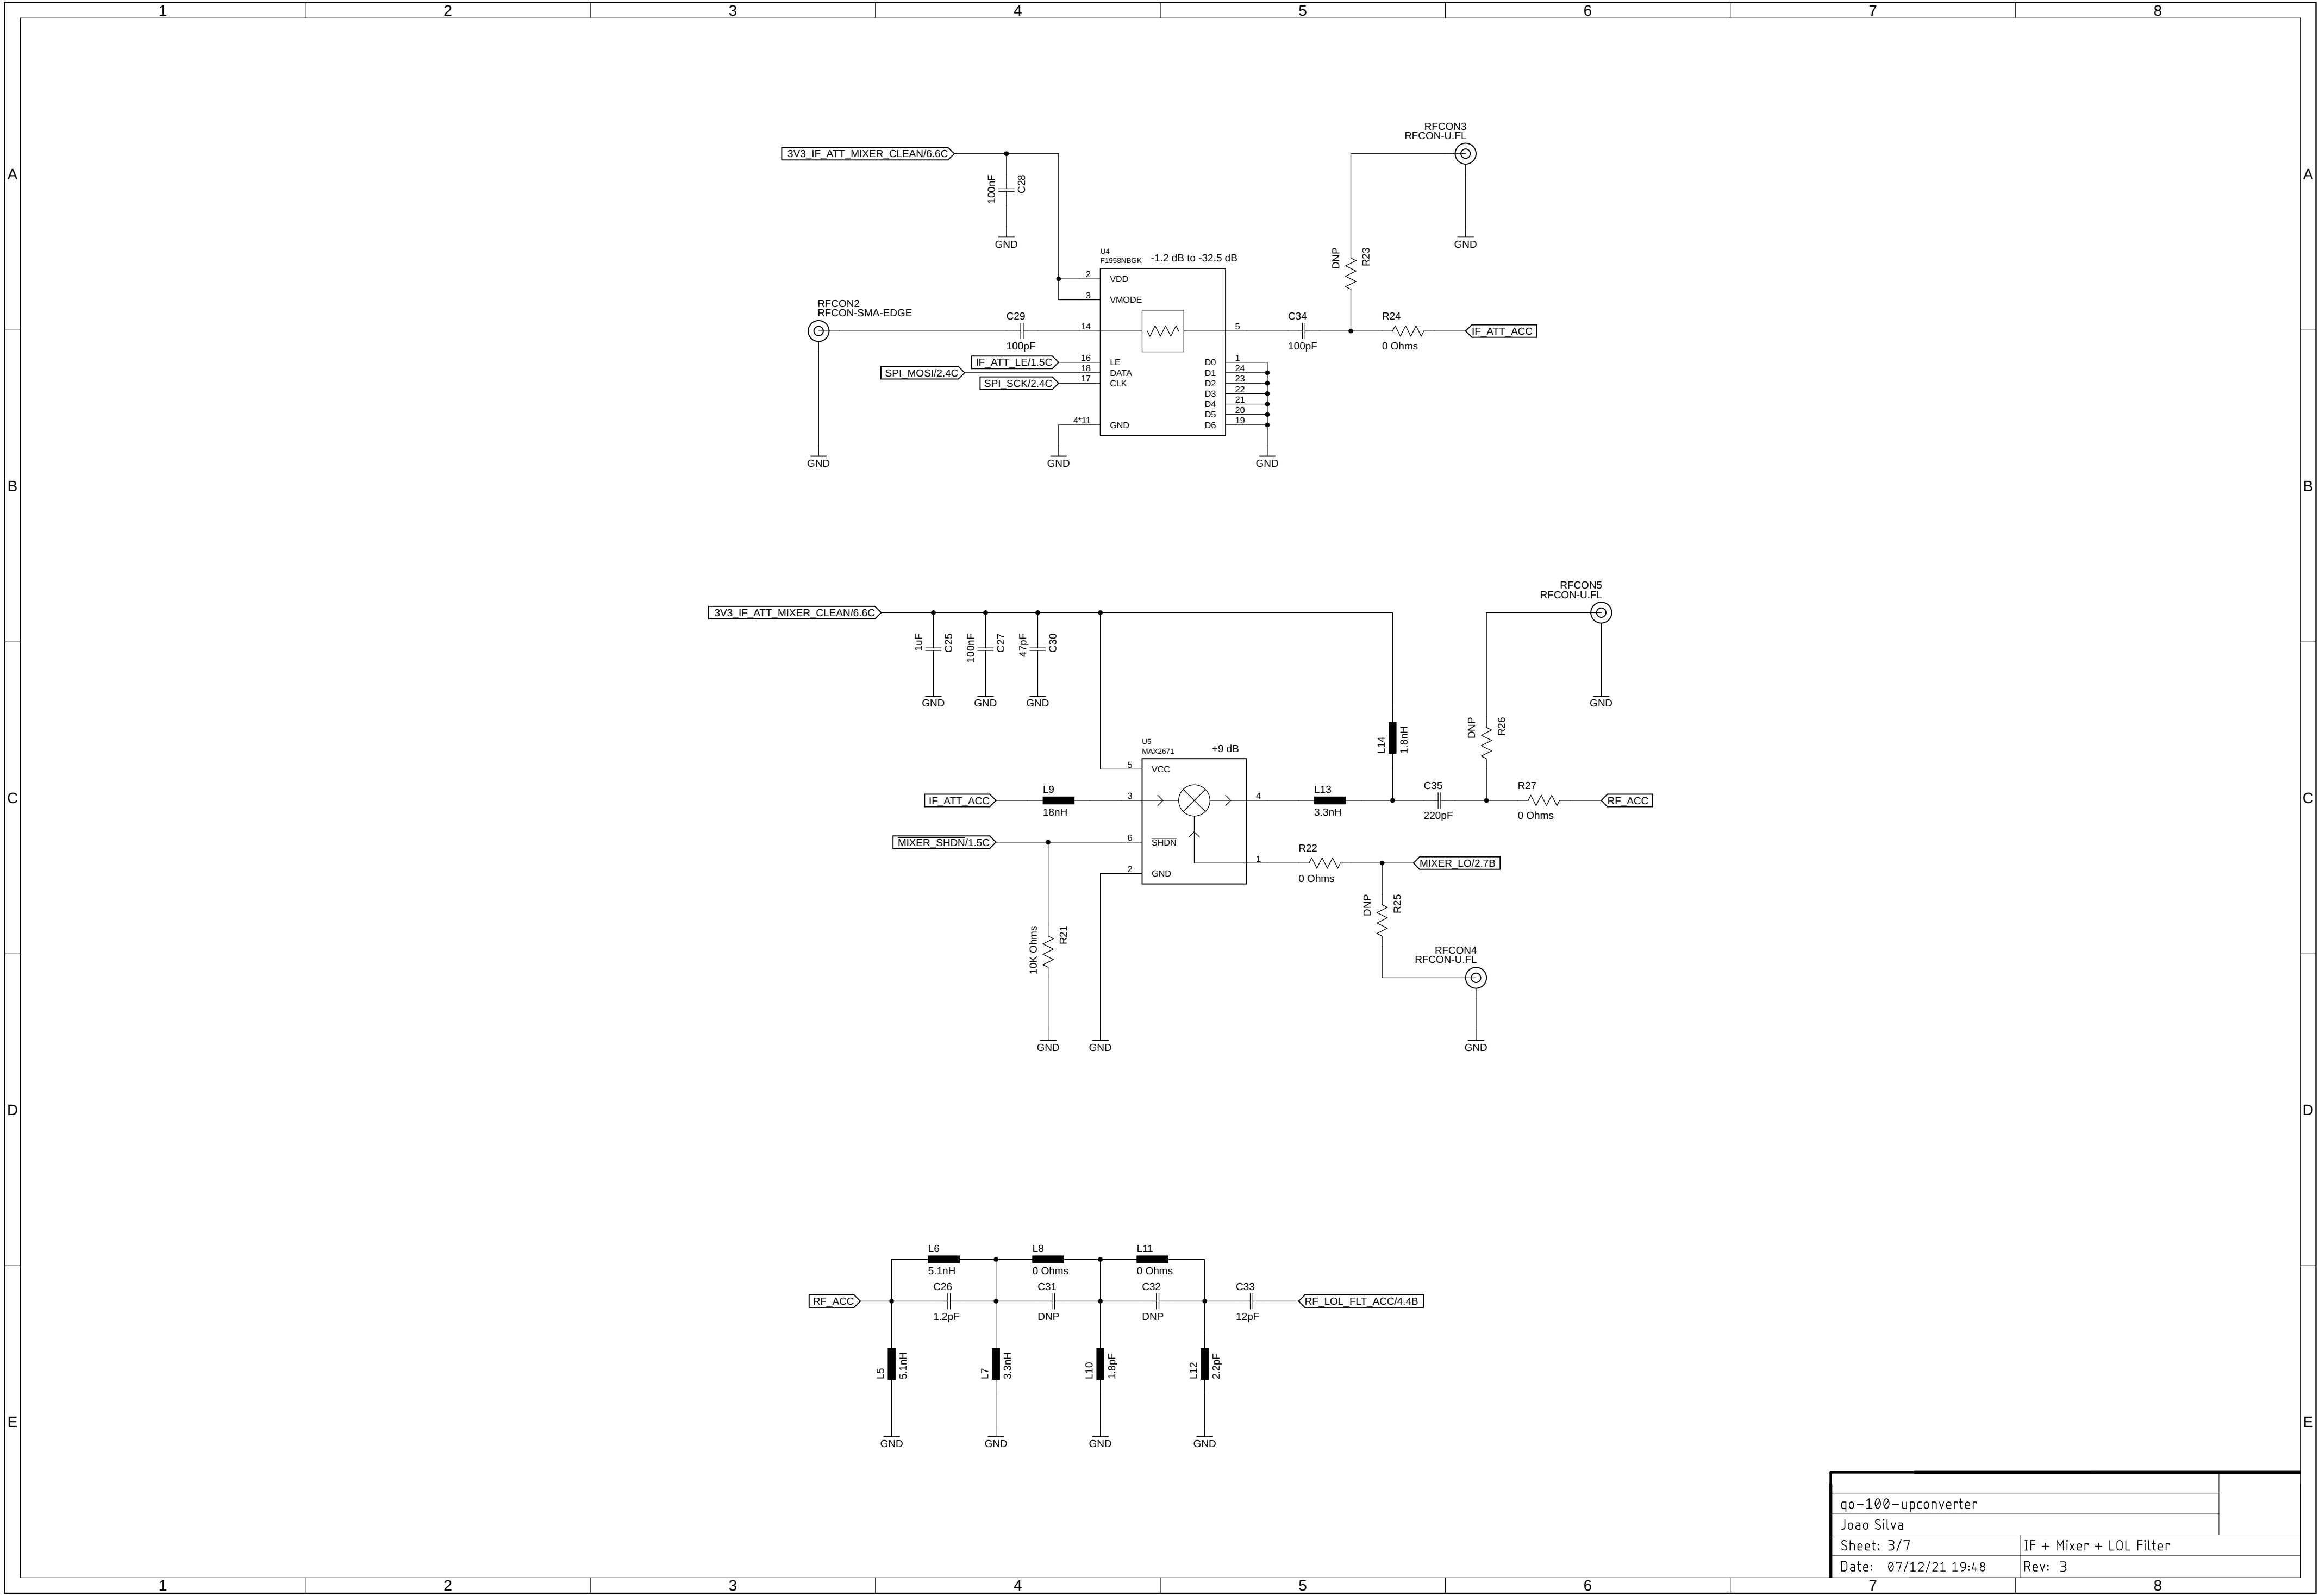 1 2 3 4 5 6 7 8
A A
B B
C C
D D
E E
3V3_IF_ATT_MIXER_CLEAN/6.6C
100nF
C28
GND
RFCON3
RFCON-U.FL
GND
DNP
R23
U4
F1958NBGK
-1.2 dB to -32.5 dB
2 VDD
3 VMODE
RFCON2
RFCON-SMA-EDGE
C29
100pF
14
5
C34
100pF
R24
0 Ohms
IF_ATT_ACC
IF_ATT_LE/1.5C
16 LE
SPI_MOSI/2.4C
18 DATA
SPI_SCK/2.4C
17 CLK
D0 1
D1 24
D2 23
D3 22
D4 21
D5 20
D6 19
4*11 GND
GND
GND
GND
3V3_IF_ATT_MIXER_CLEAN/6.6C
1uF
C25
100nF
C27
47pF
C30
GND
GND
GND
RFCON5
RFCON-U.FL
GND
L14
1.8nH
DNP
R26
U5
MAX2671
+9 dB
5 VCC
IF_ATT_ACC
L9
18nH
3
4
L13
3.3nH
C35
220pF
R27
0 Ohms
RF_ACC
MIXER_SHDN/1.5C
6 SHDN
1
R22
0 Ohms
MIXER_LO/2.7B
2 GND
DNP
R25
10K Ohms
R21
RFCON4
RFCON-U.FL
GND
GND
GND
L6
5.1nH
L8
0 Ohms
L11
0 Ohms
RF_ACC
C26
1.2pF
C31
DNP
C32
DNP
C33
12pF
RF_LOL_FLT_ACC/4.4B
L5
5.1nH
L7
3.3nH
L10
1.8pF
L12
2.2pF
GND
GND
GND
GND
qo-100-upconverter
Joao Silva
Sheet: 3/7
IF + Mixer + LOL Filter
Date: 07/12/21 19:48
Rev: 3
1 2 3 4 5 6 7 8